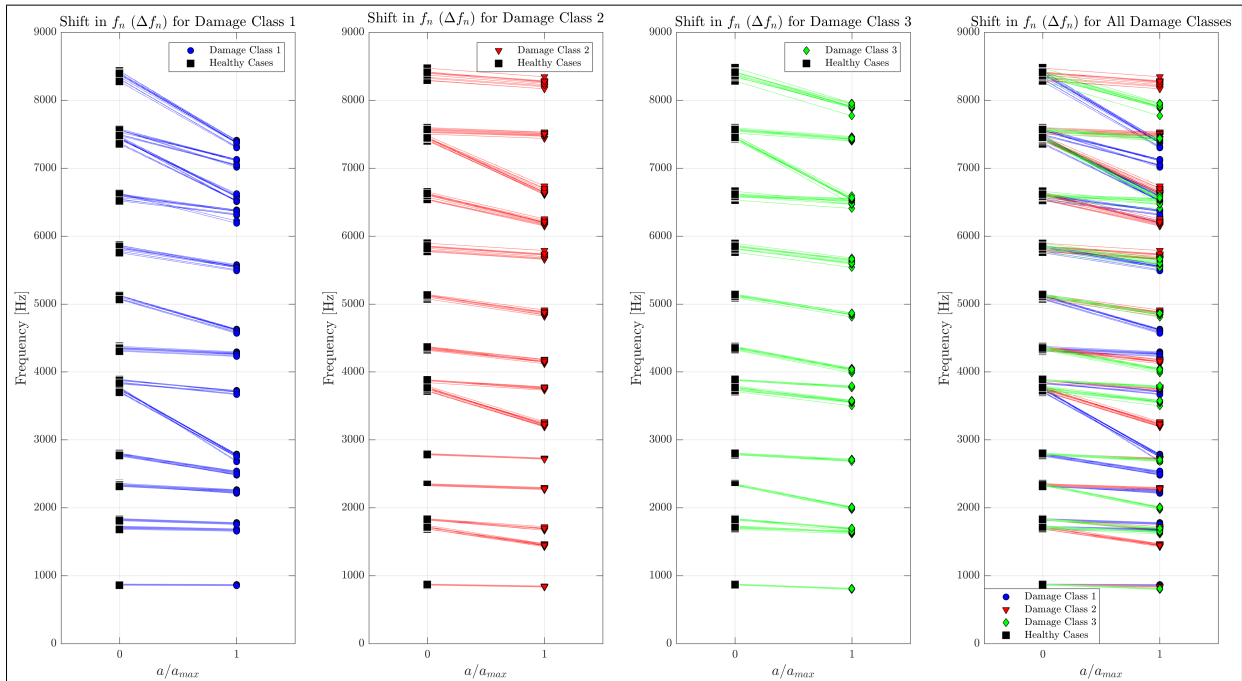 Shift in fn (Δfn) for Damage Class 1
9000
8000
7000
6000
5000
4000
3000
2000
1000
0
Frequency [Hz]
Damage Class 1
Healthy Cases
0
1
a/amax
Shift in fn (Δfn) for Damage Class 2
9000
8000
7000
6000
5000
4000
3000
2000
1000
0
Frequency [Hz]
Damage Class 2
Healthy Cases
0
1
a/amax
Shift in fn (Δfn) for Damage Class 3
9000
8000
7000
6000
5000
4000
3000
2000
1000
0
Frequency [Hz]
Damage Class 3
Healthy Cases
0
1
a/amax
Shift in fn (Δfn) for All Damage Classes
9000
8000
7000
6000
5000
4000
3000
2000
1000
0
Frequency [Hz]
Damage Class 1
Damage Class 2
Damage Class 3
Healthy Cases
0
1
a/amax